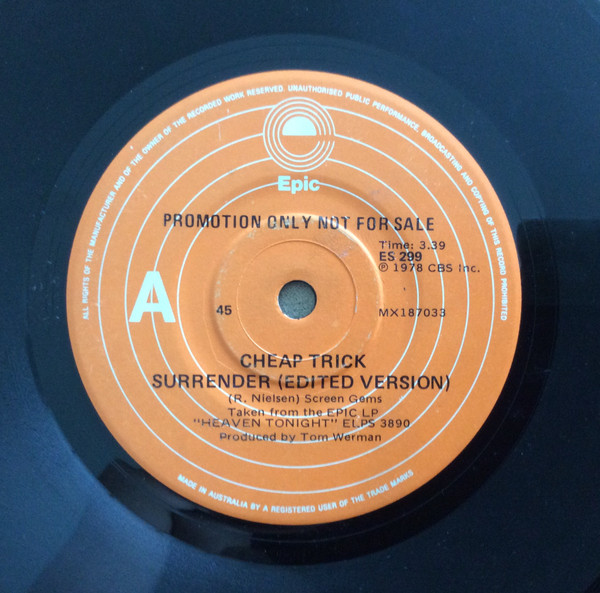 ALL RIGHTS OF THE MANUFACTURER AND OF THE OWNER OF THE RECORDED WORK RESERVED. UNAUTHORISED PUBLIC PERFORMANCE, BROADCASTING AND COPYING OF THIS RECORD PROHIBITED
Epic
PROMOTION ONLY NOT FOR SALE
Time: 3.39
ES 299
℗ 1978 CBS Inc.
A
45
MX187033
CHEAP TRICK
SURRENDER (EDITED VERSION)
(R. Nielsen) Screen Gems
Taken from the EPIC LP
"HEAVEN TONIGHT" ELPS 3890
Produced by Tom Werman
MADE IN AUSTRALIA BY A REGISTERED USER OF THE TRADE MARKS